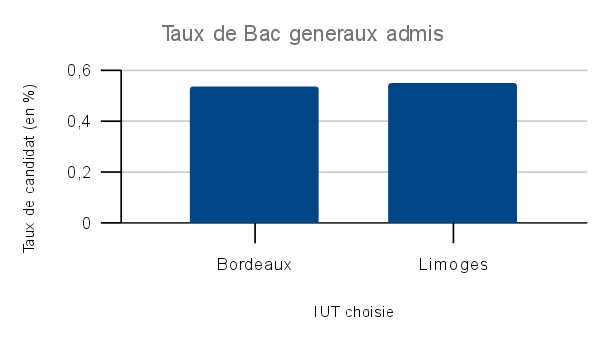 Taux de Bac generaux admis
Taux de candidat (en %)
0,6
0,4
0,2
0
Bordeaux
Limoges
IUT choisie